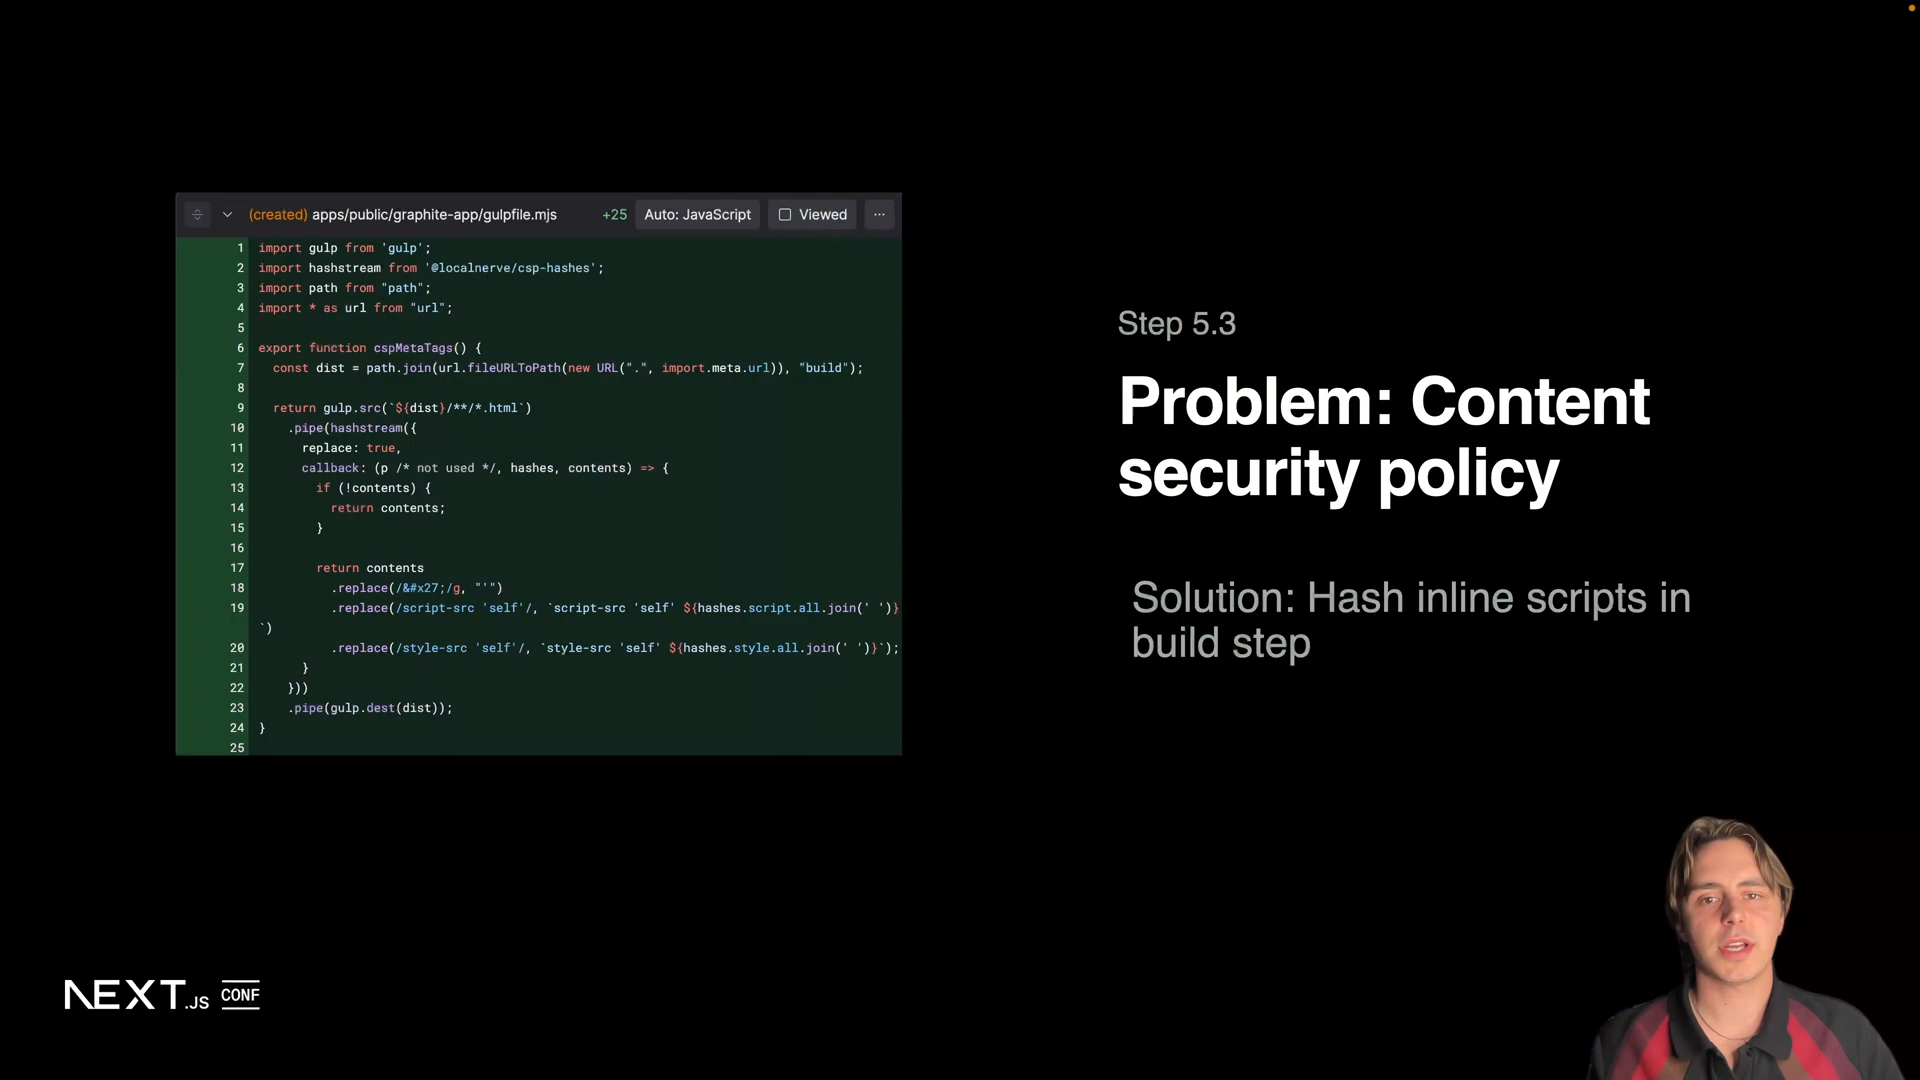 (created) apps/public/graphite-app/gulpfile.mjs +25 Auto: JavaScript Viewed ...
1 import gulp from 'gulp';
2 import hashstream from '@localnerve/csp-hashes';
3 import path from "path";
4 import * as url from "url";
5
6 export function cspMetaTags() {
7 const dist = path.join(url.fileURLToPath(new URL(".", import.meta.url)), "build");
8
9 return gulp.src(`${dist}/**/*.html`)
10 .pipe(hashstream({
11 replace: true,
12 callback: (p /* not used */, hashes, contents) => {
13 if (!contents) {
14 return contents;
15 }
16
17 return contents
18 .replace(/&#x27;/g, "'")
19 .replace(/script-src 'self'/, `script-src 'self' ${hashes.script.all.join(' ')}
`)
20 .replace(/style-src 'self'/, `style-src 'self' ${hashes.style.all.join(' ')}`);
21 }
22 }))
23 .pipe(gulp.dest(dist));
24 }
25
Step 5.3
Problem: Content
security policy
Solution: Hash inline scripts in
build step
NEXT.JS CONF